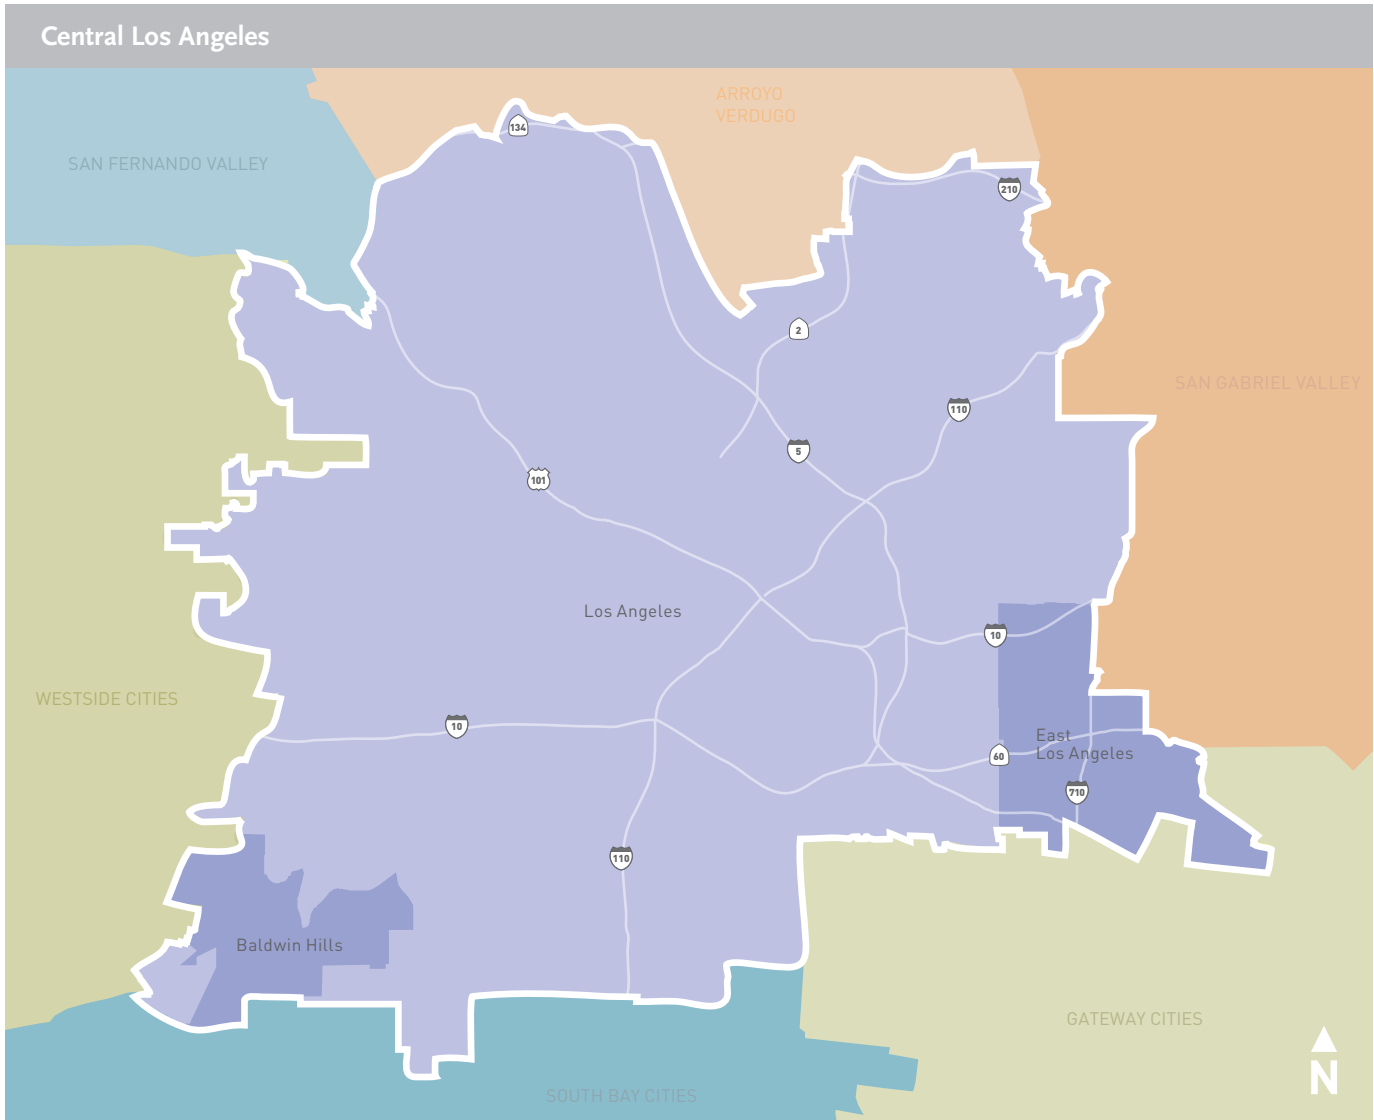 Central Los Angeles
ARROYO
VERDUGO
134
SAN FERNANDO VALLEY
210
2
SAN GABRIEL VALLEY
110
5
101
Los Angeles
10
WESTSIDE CITIES
10
East
Los Angeles
60
710
110
Baldwin Hills
GATEWAY CITIES
SOUTH BAY CITIES
N